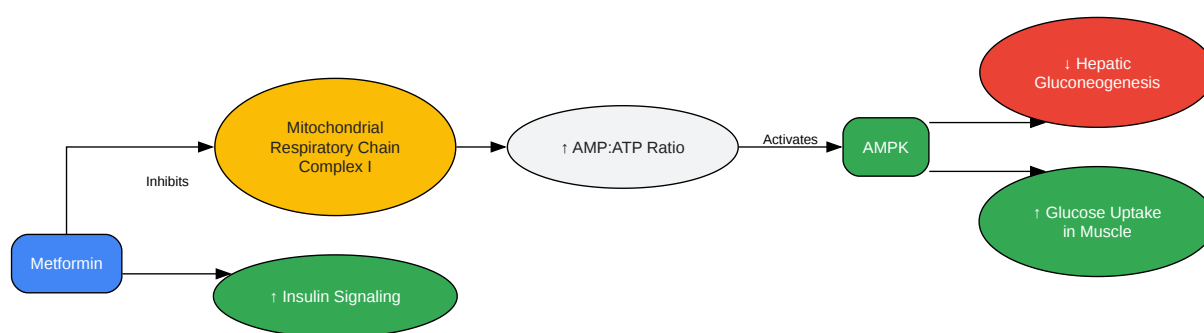 ↓ Hepatic
Gluconeogenesis
Mitochondrial
Respiratory Chain
Complex I
↑ AMP:ATP Ratio
Activates
AMPK
Inhibits
↑ Glucose Uptake
in Muscle
Metformin
↑ Insulin Signaling